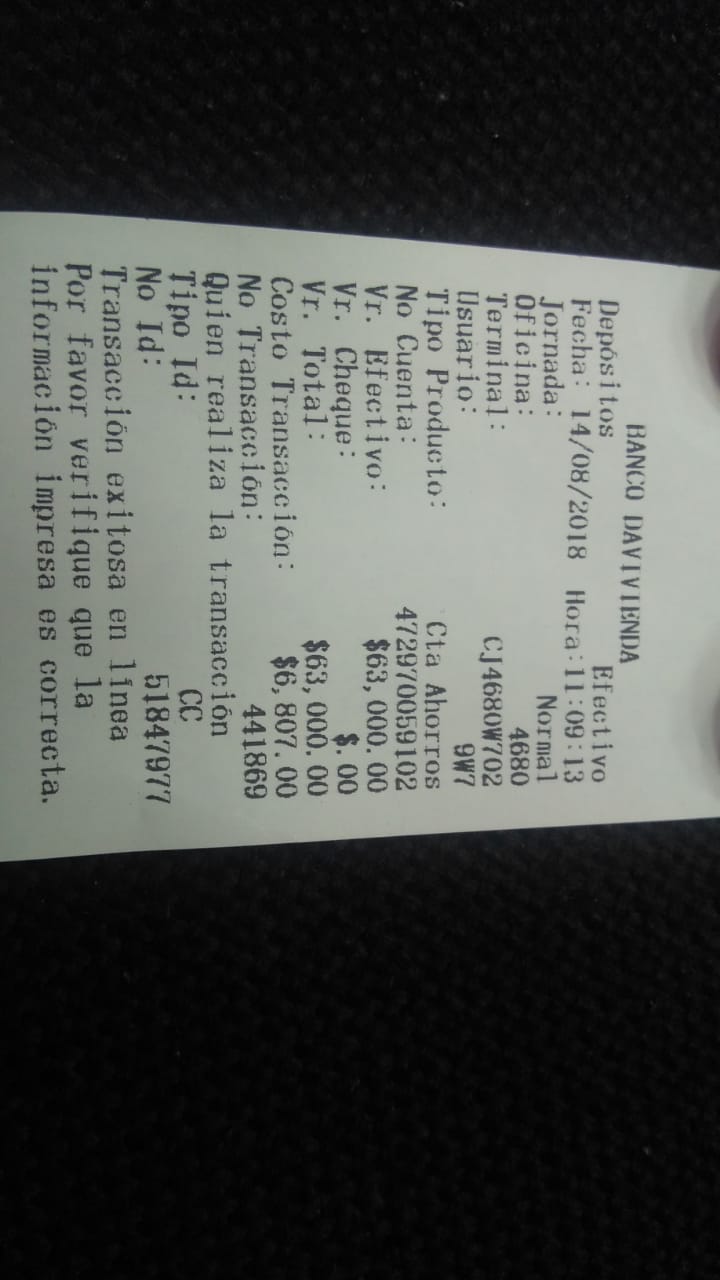 BANCO DAVIVIENDA
Depósitos Efectivo
Fecha: 14/08/2018 Hora:11:09:13
Jornada: Normal
Oficina: 4680
Terminal: CJ4680W702
Usuario: 9W7
Tipo Producto: Cta Ahorros
No Cuenta: 472970059102
Vr. Efectivo: $63,000.00
Vr. Cheque: $.00
Vr. Total: $63,000.00
Costo Transacción: $6,807.00
No Transacción: 441869
Quien realiza la transacción
Tipo Id: CC
No Id: 51847977
Transacción exitosa en línea
Por favor verifique que la
información impresa es correcta.